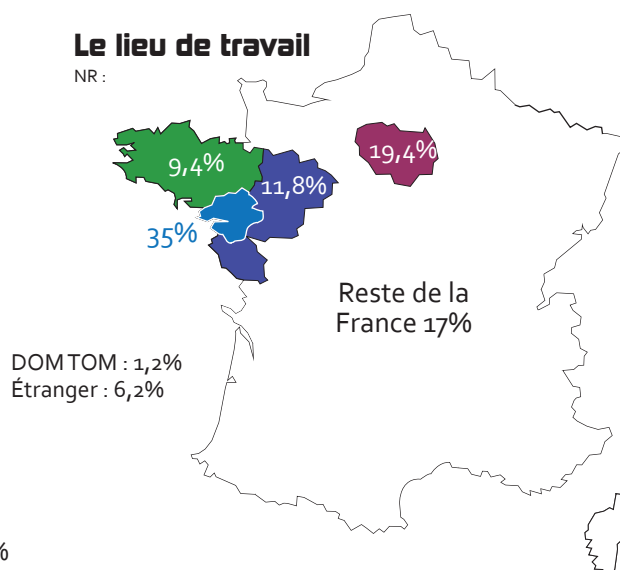 Le lieu de travail
NR :
9,4%
19,4%
11,8%
35%
Reste de la
France 17%
DOM TOM : 1,2%
Étranger : 6,2%
%